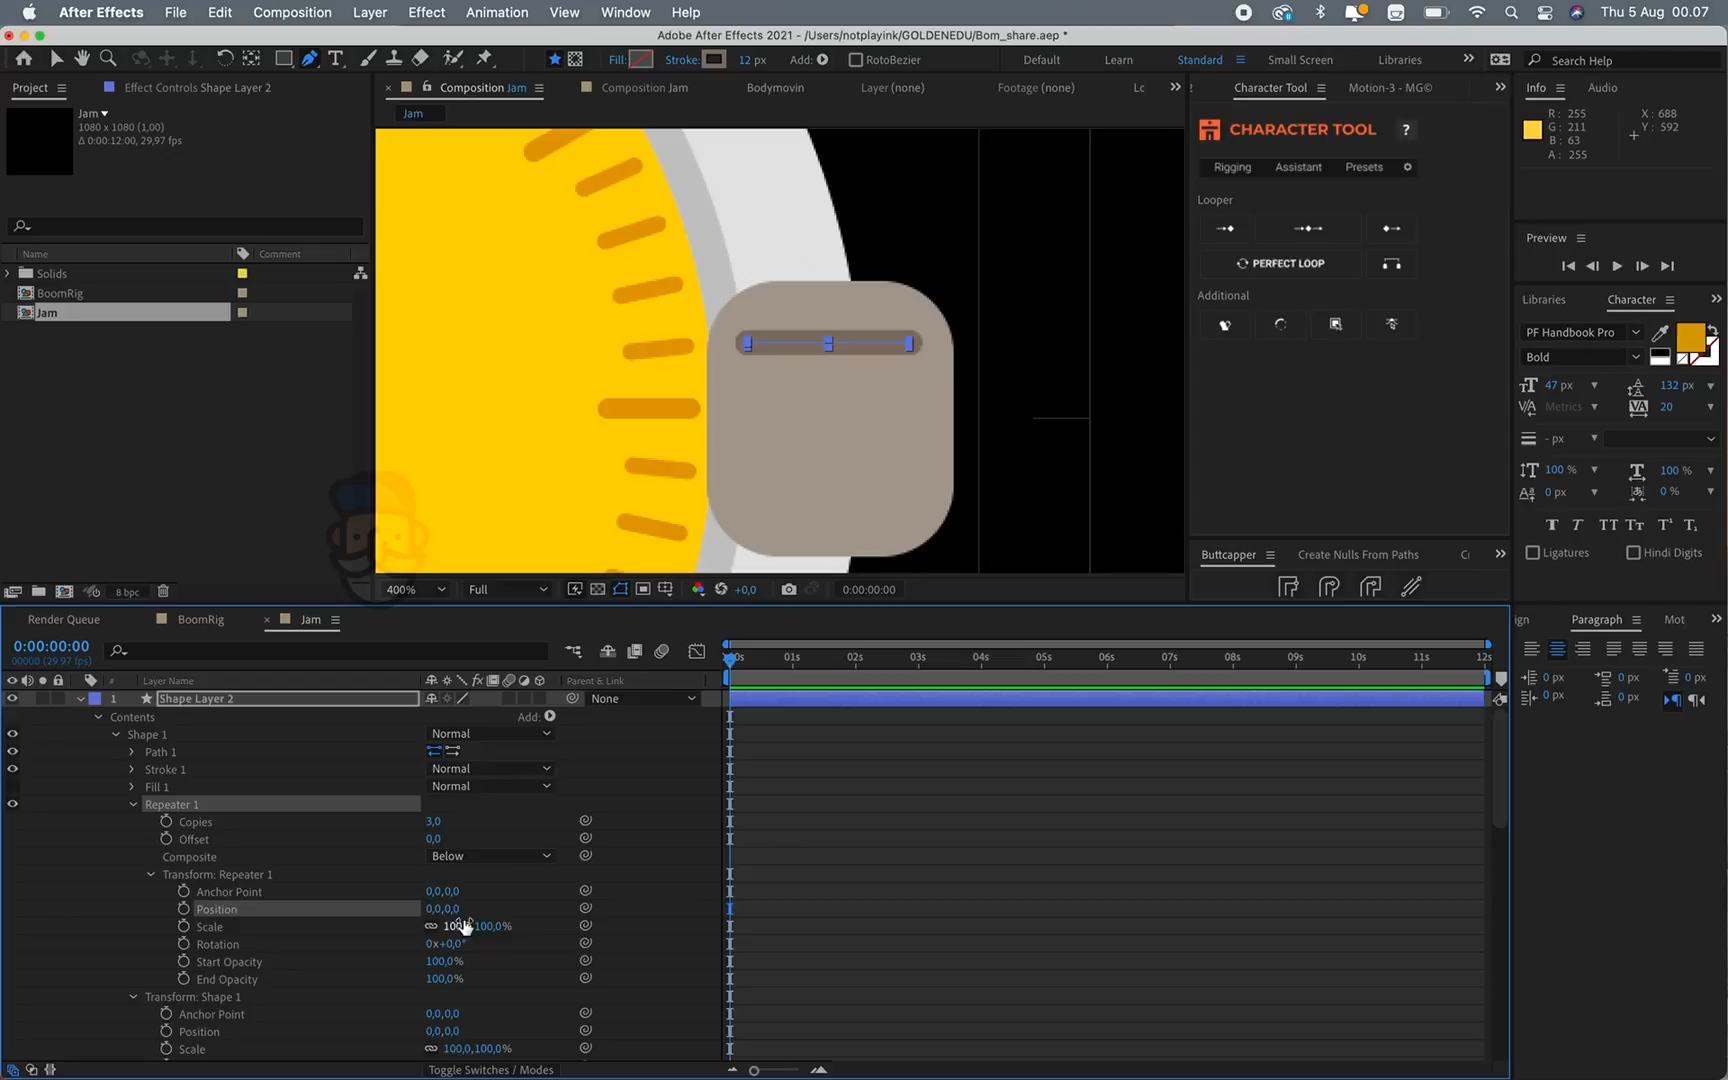 After Effects File Edit Composition Layer Effect Animation View Window Help Thu 5 Aug 00.07
Adobe After Effects 2021 - /Users/notplayink/GOLDENEDU/Bom_share.aep *
Fill: Stroke: 12 px Add: RotoBezier Default Learn Standard Small Screen Libraries Search Help
Project Effect Controls Shape Layer 2 Composition Jam Composition Jam Bodymovin Layer (none) Footage (none) Lc Character Tool Motion-3 - MG© Info Audio
Jam
1080 x 1080 (1,00)
Δ 0:00:12:00, 29,97 fps)
Jam
CHARACTER TOOL ?
Rigging Assistant Presets
Looper
PERFECT LOOP
Additional
R: 255
G: 211
B: 63
A: 255
X: 688
Y: 592
Preview
Name Comment
Solids
BoomRig
Jam
Libraries Character
PF Handbook Pro
Bold
47 px 132 px
Metrics 20
- px
100 % 100 %
0 px 0 %
T T TT Tт T¹ T₁
Ligatures Hindi Digits
Buttcapper Create Nulls From Paths
8 bpc
400% Full +0,0 0:00:00:00
Render Queue BoomRig Jam
ign Paragraph Mot
0 px 0 px 0 px
0 px 0 px
0:00:00:00
00000 (29.97 fps)
00s 01s 02s 03s 04s 05s 06s 07s 08s 09s 10s 11s 12s
# Layer Name fx Parent & Link
1 Shape Layer 2 None
Contents Add:
Shape 1 Normal
Path 1
Stroke 1 Normal
Fill 1 Normal
Repeater 1
Copies 3,0
Offset 0,0
Composite Below
Transform: Repeater 1
Anchor Point 0,0,0,0
Position 0,0,0,0
Scale 100 100,0%
Rotation 0x+0,0°
Start Opacity 100,0%
End Opacity 100,0%
Transform: Shape 1
Anchor Point 0,0,0,0
Position 0,0,0,0
Scale 100,0,100,0%
Toggle Switches / Modes